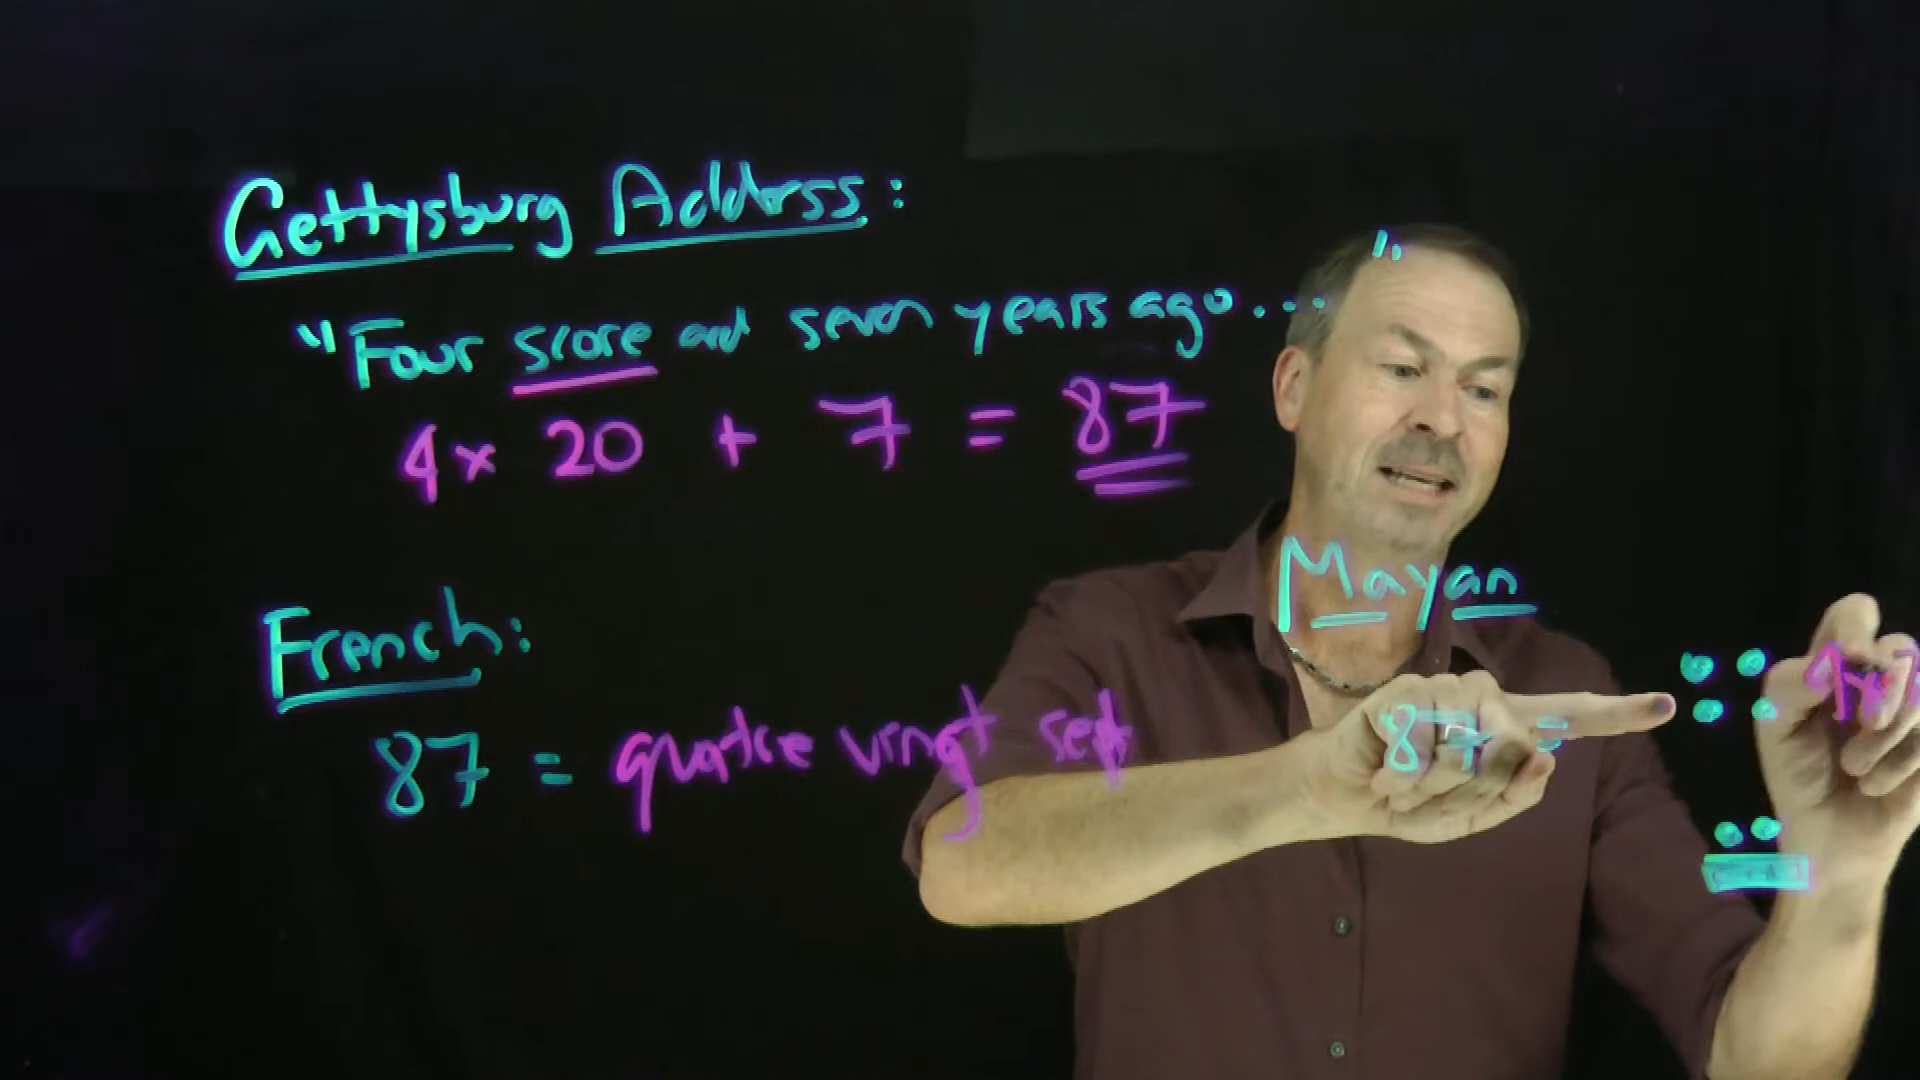 Gettysburg Address:
"Four score and seven years ago..."
4 x 20 + 7 = 87
French:
87 = quatre vingt sept
Mayan
87 =
4x